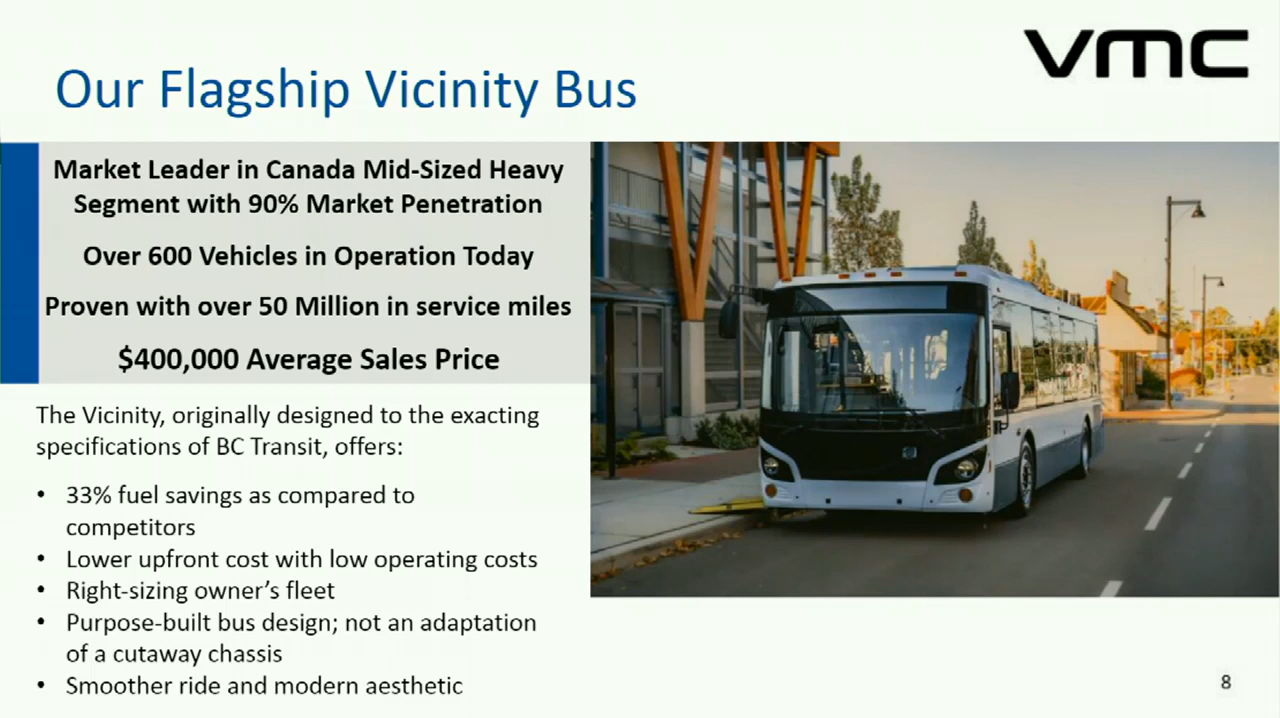 VMC
Our Flagship Vicinity Bus
Market Leader in Canada Mid-Sized Heavy
Segment with 90% Market Penetration
Over 600 Vehicles in Operation Today
Proven with over 50 Million in service miles
$400,000 Average Sales Price
The Vicinity, originally designed to the exacting
specifications of BC Transit, offers:
• 33% fuel savings as compared to
competitors
• Lower upfront cost with low operating costs
• Right-sizing owner’s fleet
• Purpose-built bus design; not an adaptation
of a cutaway chassis
• Smoother ride and modern aesthetic
8